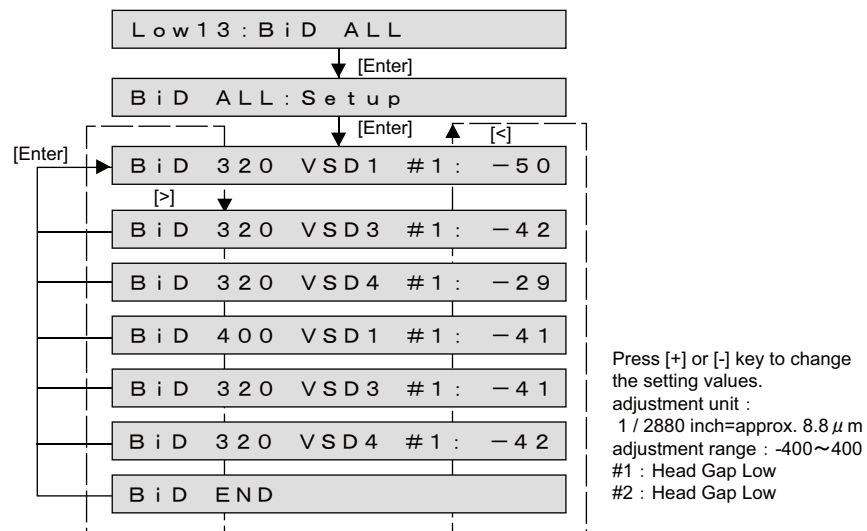 Low13:BiD ALL
[Enter]
BiD ALL:Setup
[Enter]
[<]
[Enter]
BiD 320 VSD1 #1: −50
[>]
BiD 320 VSD3 #1: −42
BiD 320 VSD4 #1: −29
BiD 400 VSD1 #1: −41
BiD 320 VSD3 #1: −41
BiD 320 VSD4 #1: −42
BiD END
Press [+] or [-] key to change
the setting values.
adjustment unit :
1 / 2880 inch=approx. 8.8 μ m
adjustment range : -400～400
#1 : Head Gap Low
#2 : Head Gap Low